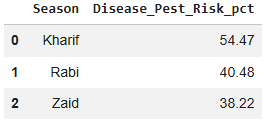 Season Disease_Pest_Risk_pct
0 Kharif 54.47
1 Rabi 40.48
2 Zaid 38.22